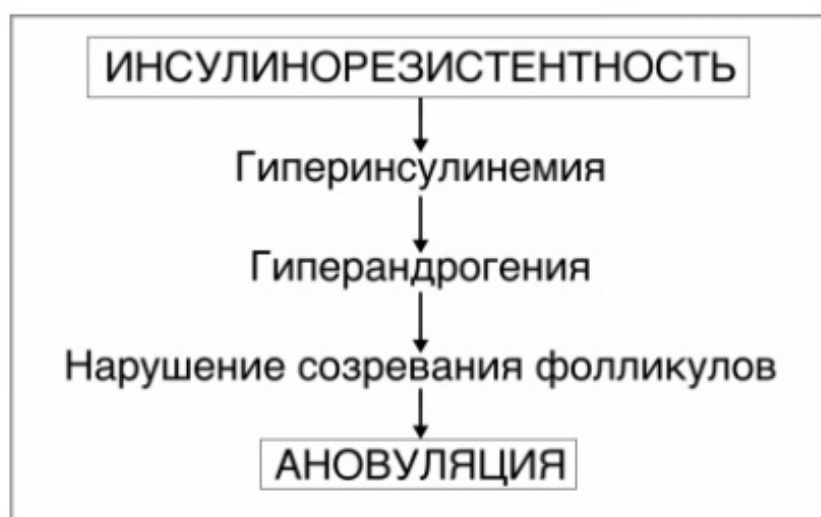 ИНСУЛИНОРЕЗИСТЕНТНОСТЬ
Гиперинсулинемия
Гиперандрогения
Нарушение созревания фолликулов
АНОВУЛЯЦИЯ